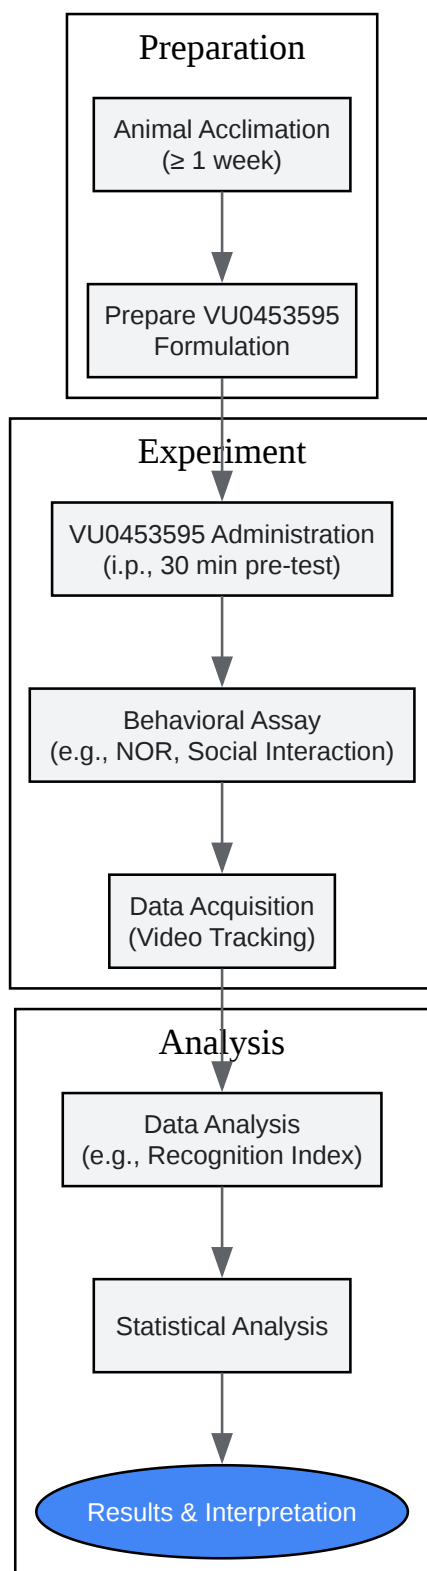 Preparation
Animal Acclimation
(≥ 1 week)
Prepare VU0453595
Formulation
Experiment
VU0453595 Administration
(i.p., 30 min pre-test)
Behavioral Assay
(e.g., NOR, Social Interaction)
Data Acquisition
(Video Tracking)
Analysis
Data Analysis
(e.g., Recognition Index)
Statistical Analysis
Results & Interpretation